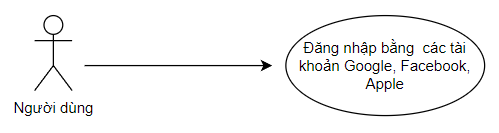 Đăng nhập bằng các tài
khoản Google, Facebook,
Apple
Người dùng